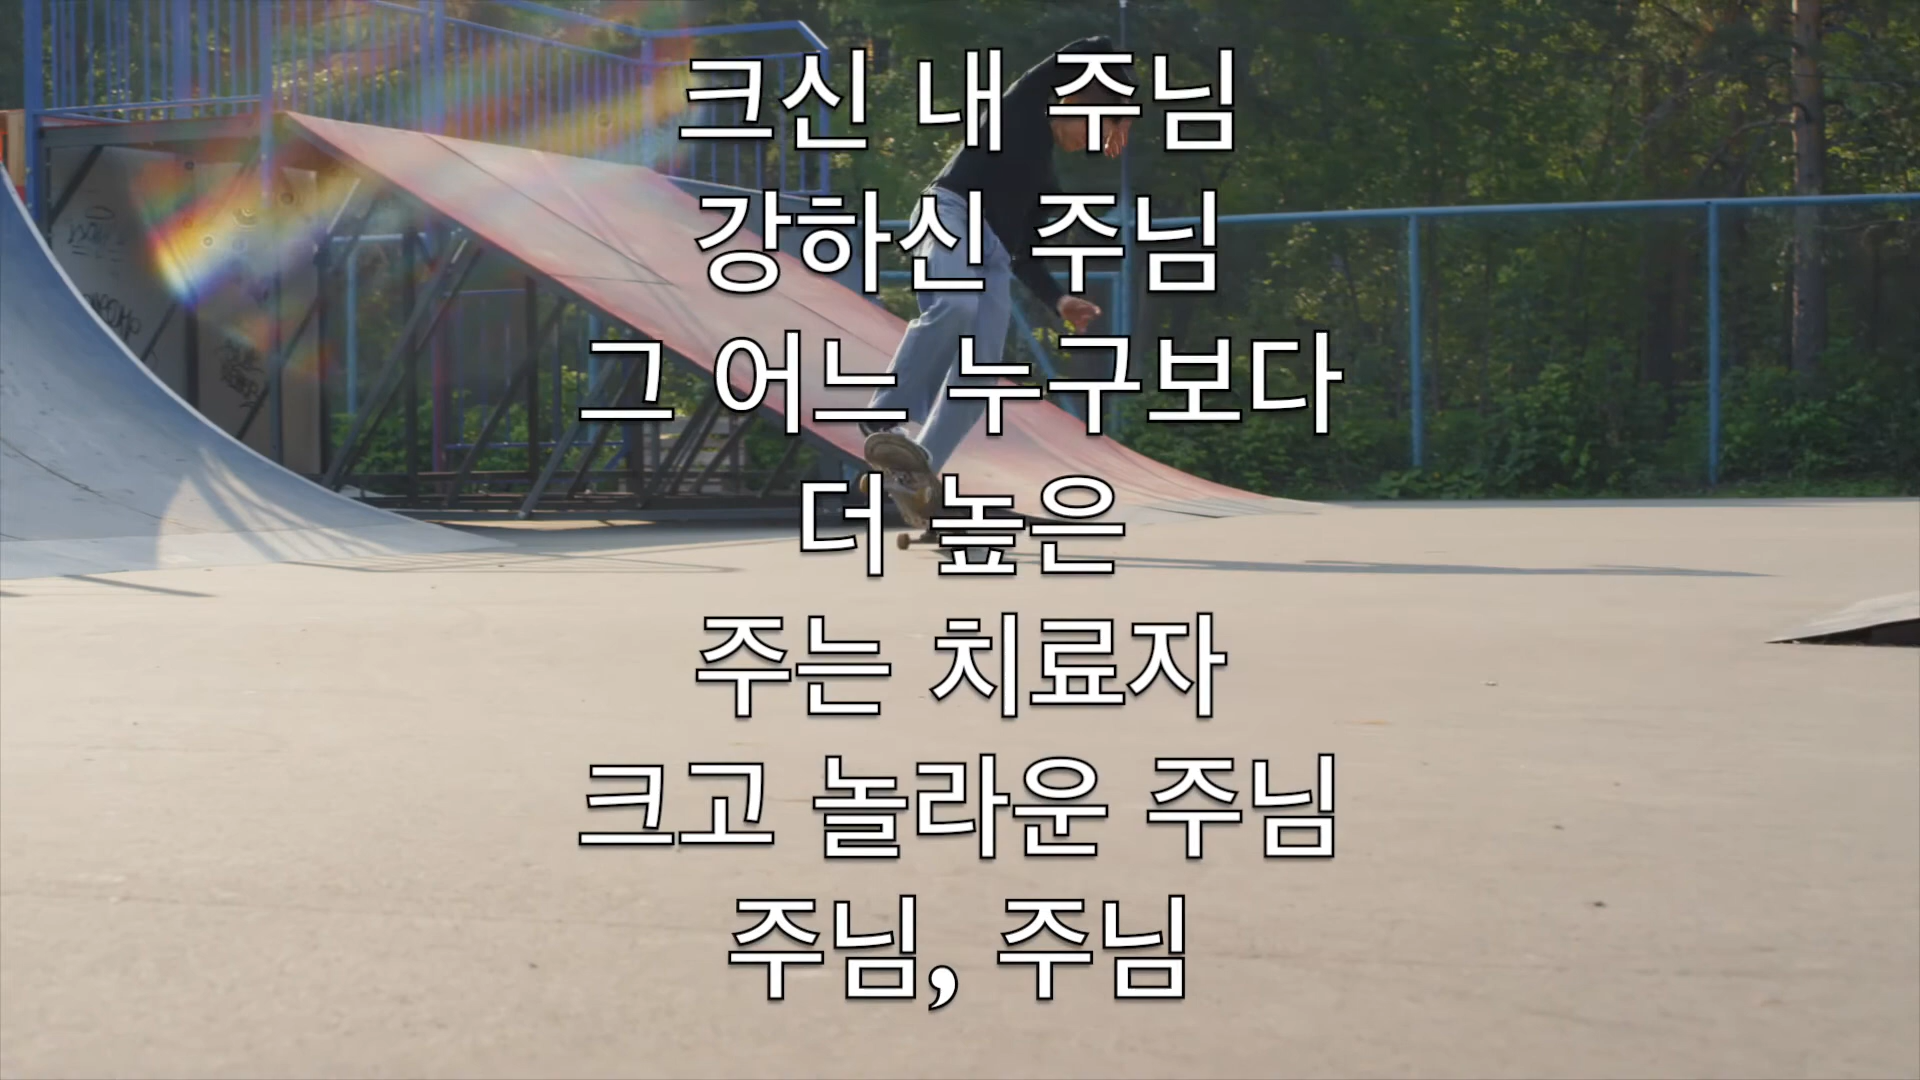 크신 내 주님
강하신 주님
그 어느 누구보다
더 높은
주는 치료자
크고 놀라운 주님
주님, 주님